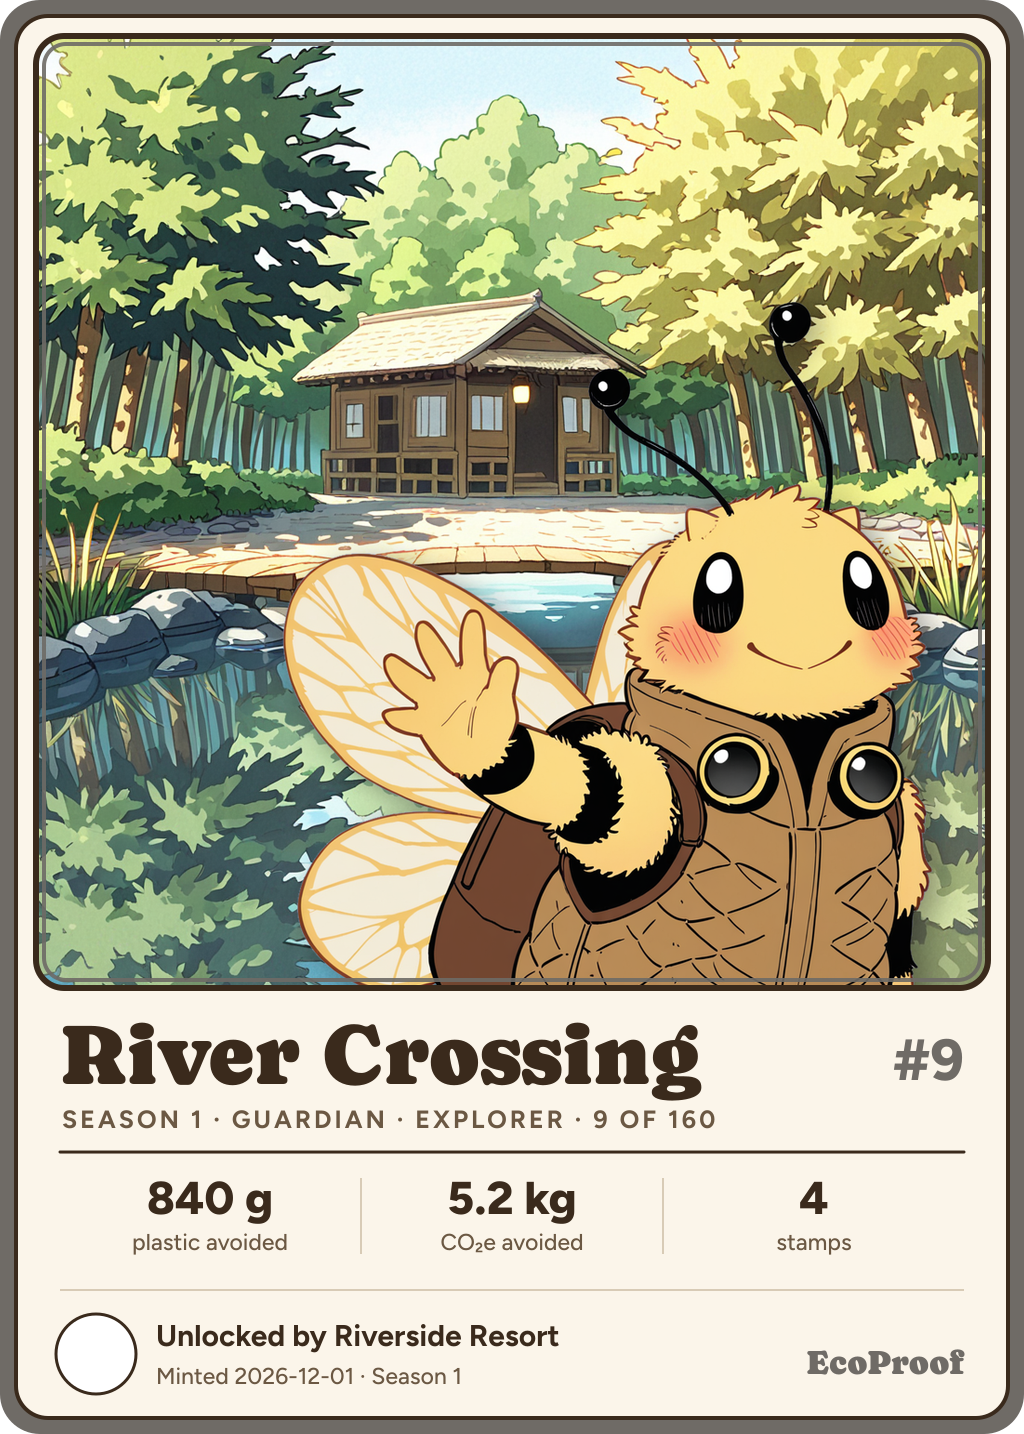 River Crossing
#9
SEASON 1 · GUARDIAN · EXPLORER · 9 OF 160
840 g
plastic avoided
5.2 kg
CO₂e avoided
4
stamps
Unlocked by Riverside Resort
Minted 2026-12-01 · Season 1
EcoProof